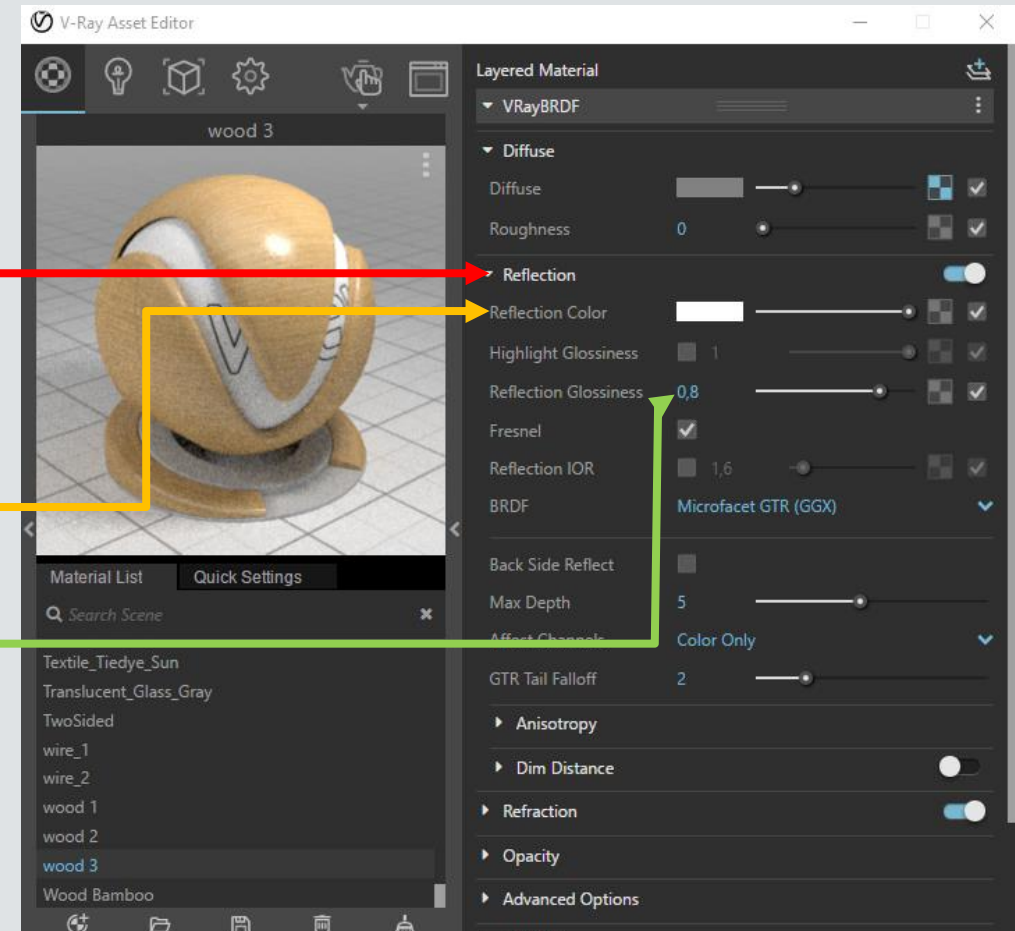 V-Ray Asset Editor
wood 3
Material List Quick Settings
Search Scene
Textile_Tiedye_Sun
Translucent_Glass_Gray
TwoSided
wire_1
wire_2
wood 1
wood 2
wood 3
Wood Bamboo
Layered Material
VRayBRDF
Diffuse
Diffuse
Roughness 0
Reflection
Reflection Color
Highlight Glossiness 1
Reflection Glossiness 0,8
Fresnel
Reflection IOR 1,6
BRDF Microfacet GTR (GGX)
Back Side Reflect
Max Depth 5
Affect Channels Color Only
GTR Tail Falloff 2
Anisotropy
Dim Distance
Refraction
Opacity
Advanced Options